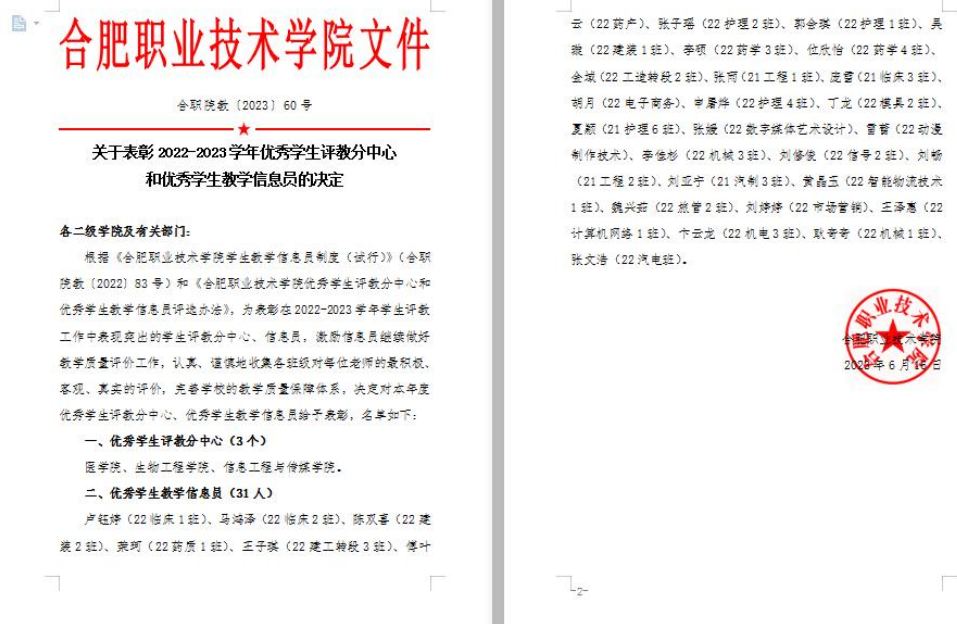 合肥职业技术学院文件
合职院教〔2023〕60号
关于表彰2022-2023学年优秀学生评教分中心
和优秀学生教学信息员的决定
各二级学院及有关部门：
根据《合肥职业技术学院学生教学信息员制度（试行）》（合职
院教〔2022〕83号）和《合肥职业技术学院优秀学生评教分中心和
优秀学生教学信息员评选办法》，为表彰在2022-2023学年学生评教
工作中表现突出的学生评教分中心、信息员，激励信息员继续做好
教学质量评价工作，认真、谨慎地收集各班级对每位老师的最积极、
客观、真实的评价，完善学校的教学质量保障体系，决定对本年度
优秀学生评教分中心、优秀学生教学信息员给予表彰，名单如下：
一、优秀学生评教分中心（3个）
医学院、生物工程学院、信息工程与传媒学院。
二、优秀学生教学信息员（31人）
卢钰婷（22临床1班）、马鸿泽（22临床2班）、陈双喜（22建
装2班）、荣珂（22药质1班）、王子琪（22建工转段3班）、傅叶
云（22药产）、张子瑶（22护理2班）、郭会琪（22护理1班）、吴
璇（22建装1班）、李硕（22药学3班）、位欣怡（22药学4班）、
金城（22工造转段2班）、张雨（21工程1班）、庞雷（21临床3班）、
胡月（22电子商务）、申屠烨（22护理4班）、丁龙（22模具2班）、
夏颖（21护理6班）、张媛（22数字媒体艺术设计）、雷蕾（22动漫
制作技术）、李佳杉（22机械3班）、刘修俊（22信号2班）、刘畅
（21工程2班）、刘亚宁（21汽制3班）、黄晶玉（22智能物流技术
1班）、魏兴茹（22旅管2班）、刘婷婷（22市场营销）、王泽惠（22
计算机网络1班）、卞云龙（22机电3班）、耿奇奇（22机械1班）、
张文浩（22汽电班）。
合肥职业技术学院
2023年6月16日
-2-